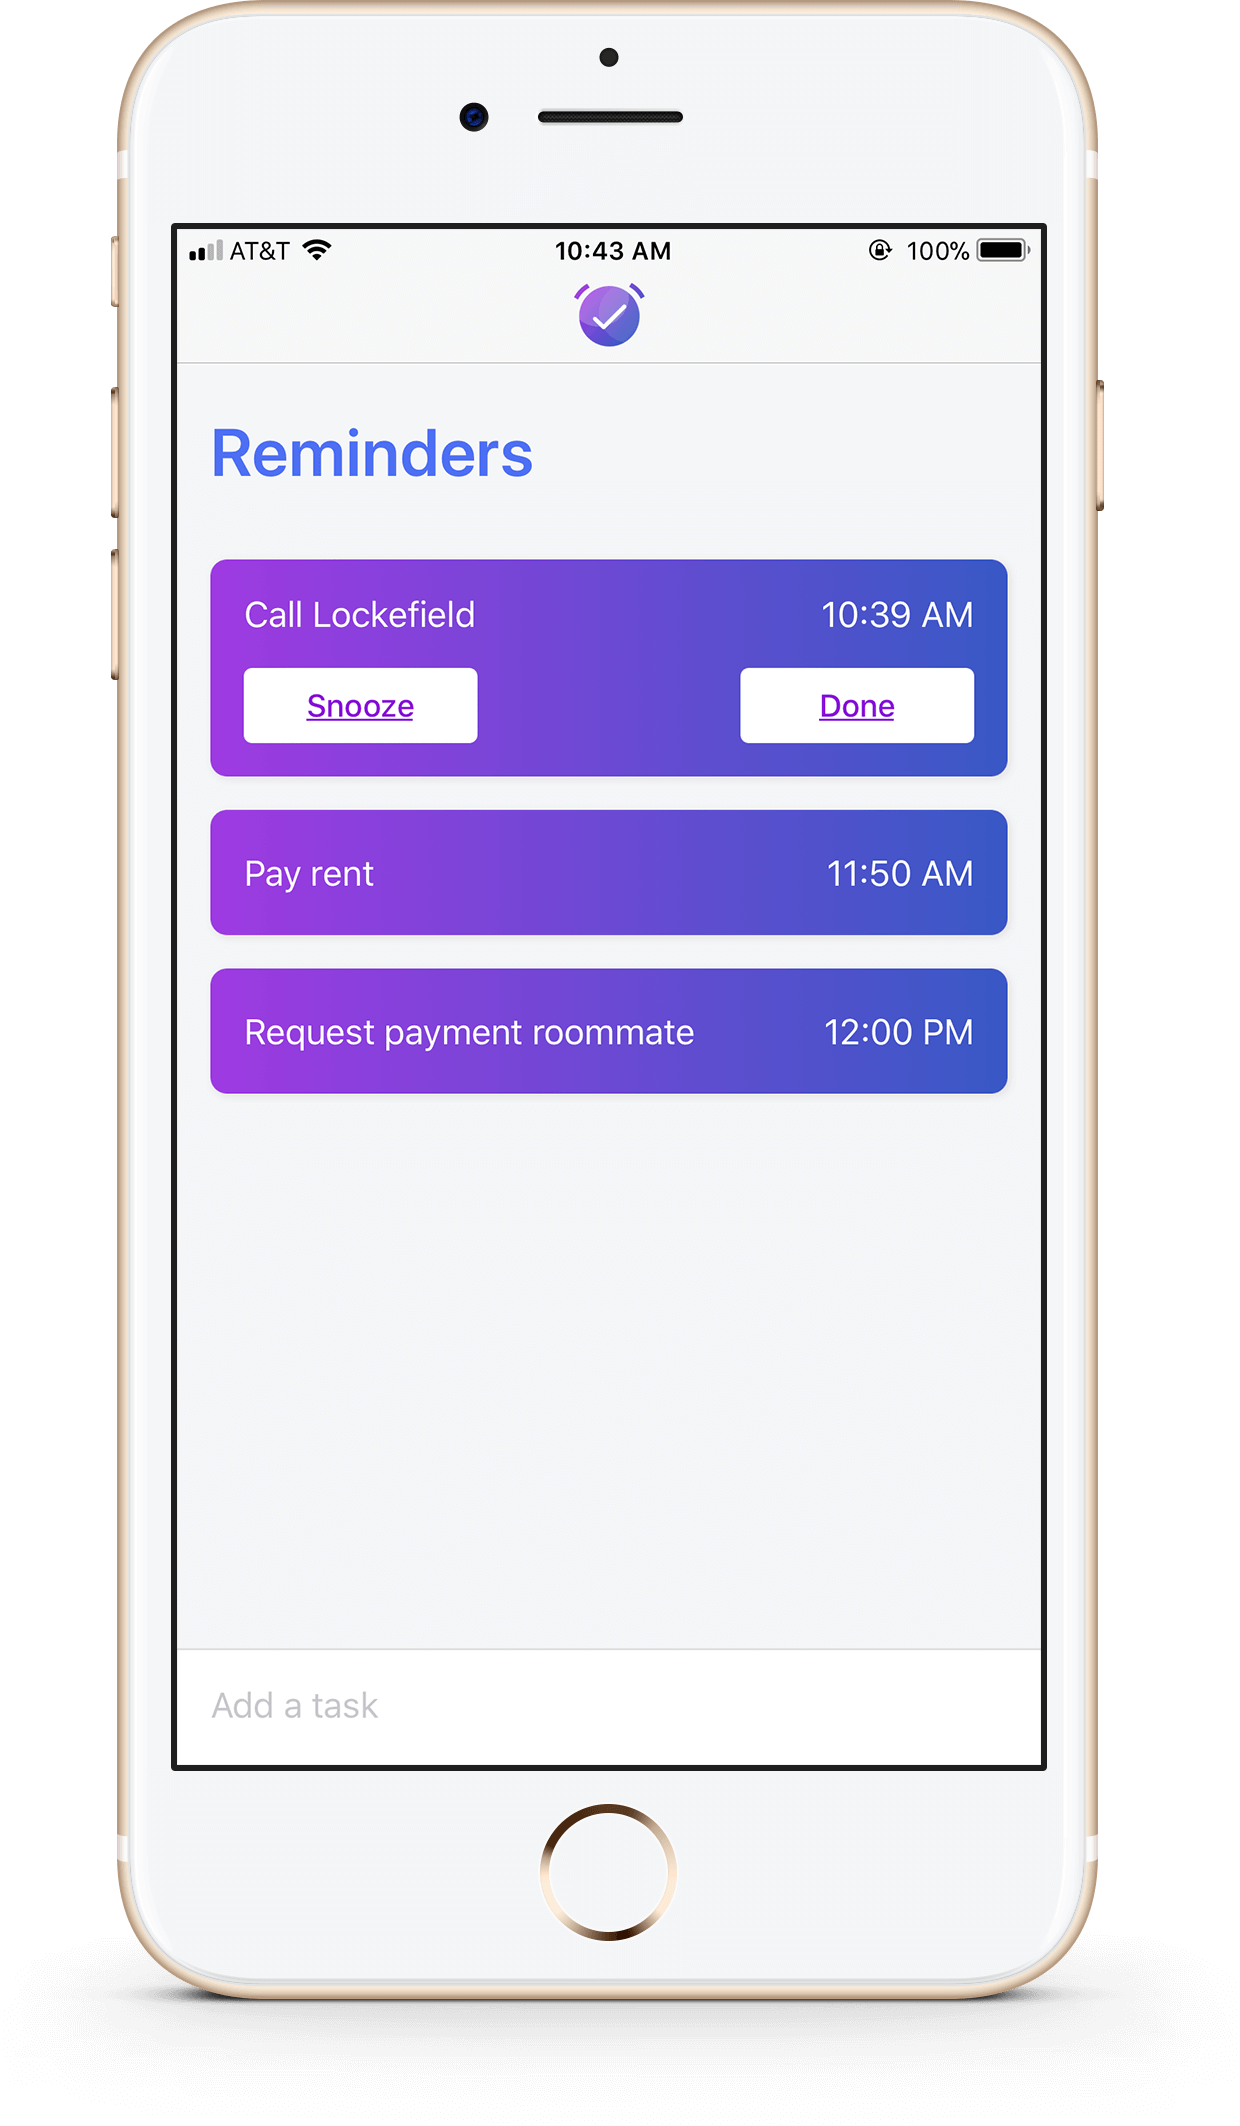 AT&T 10:43 AM 100%
Reminders
Call Lockefield 10:39 AM
Snooze Done
Pay rent 11:50 AM
Request payment roommate 12:00 PM
Add a task